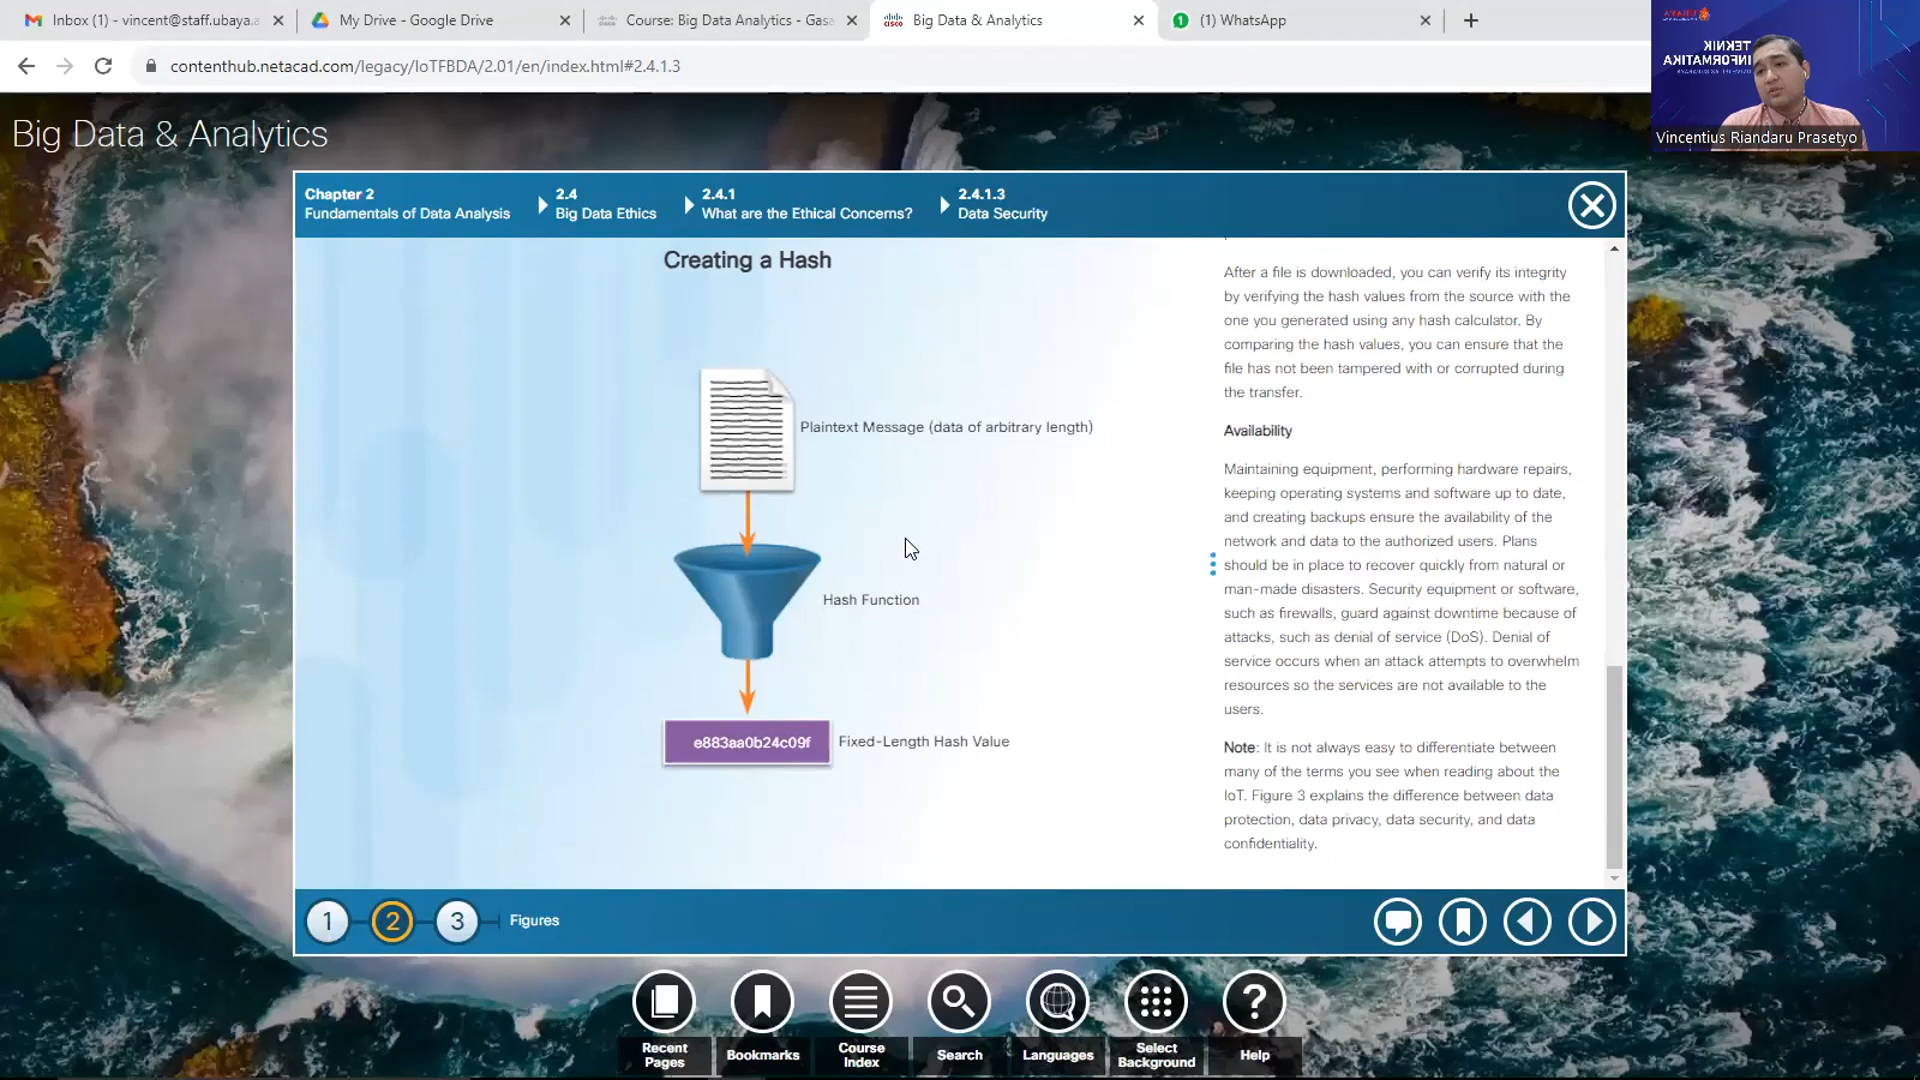 Inbox (1) - vincent@staff.ubaya.a
My Drive - Google Drive
Course: Big Data Analytics - Gasa
Big Data & Analytics
(1) WhatsApp
contenthub.netacad.com/legacy/IoTFBDA/2.01/en/index.html#2.4.1.3
TEKNIK
INFORMATIKA
Vincentius Riandaru Prasetyo
Big Data & Analytics
Chapter 2
Fundamentals of Data Analysis
2.4
Big Data Ethics
2.4.1
What are the Ethical Concerns?
2.4.1.3
Data Security
Creating a Hash
Plaintext Message (data of arbitrary length)
Hash Function
e883aa0b24c09f
Fixed-Length Hash Value
After a file is downloaded, you can verify its integrity
by verifying the hash values from the source with the
one you generated using any hash calculator. By
comparing the hash values, you can ensure that the
file has not been tampered with or corrupted during
the transfer.
Availability
Maintaining equipment, performing hardware repairs,
keeping operating systems and software up to date,
and creating backups ensure the availability of the
network and data to the authorized users. Plans
should be in place to recover quickly from natural or
man-made disasters. Security equipment or software,
such as firewalls, guard against downtime because of
attacks, such as denial of service (DoS). Denial of
service occurs when an attack attempts to overwhelm
resources so the services are not available to the
users.
Note: It is not always easy to differentiate between
many of the terms you see when reading about the
IoT. Figure 3 explains the difference between data
protection, data privacy, data security, and data
confidentiality.
1
2
3
Figures
Recent
Pages
Bookmarks
Course
Index
Search
Languages
Select
Background
Help